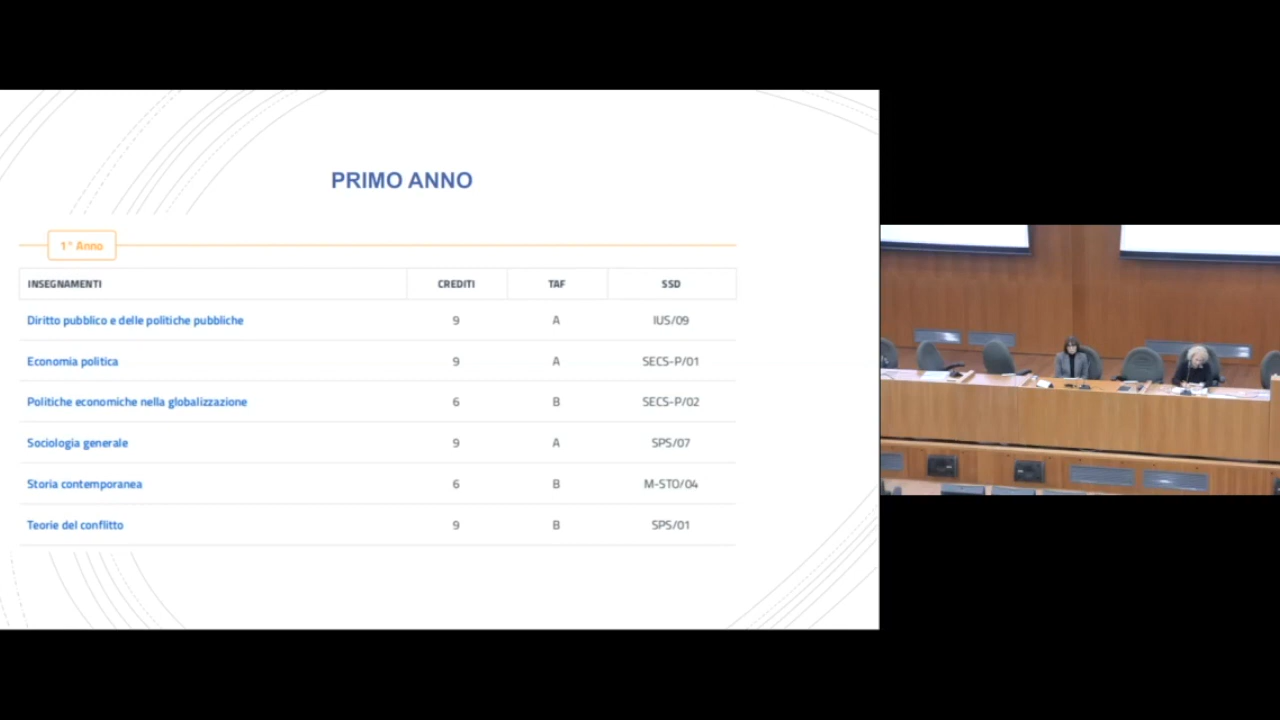 PRIMO ANNO
1° Anno
INSEGNAMENTI CREDITI TAF SSD
Diritto pubblico e delle politiche pubbliche 9 A IUS/09
Economia politica 9 A SECS-P/01
Politiche economiche nella globalizzazione 6 B SECS-P/02
Sociologia generale 9 A SPS/07
Storia contemporanea 6 B M-STO/04
Teorie del conflitto 9 B SPS/01